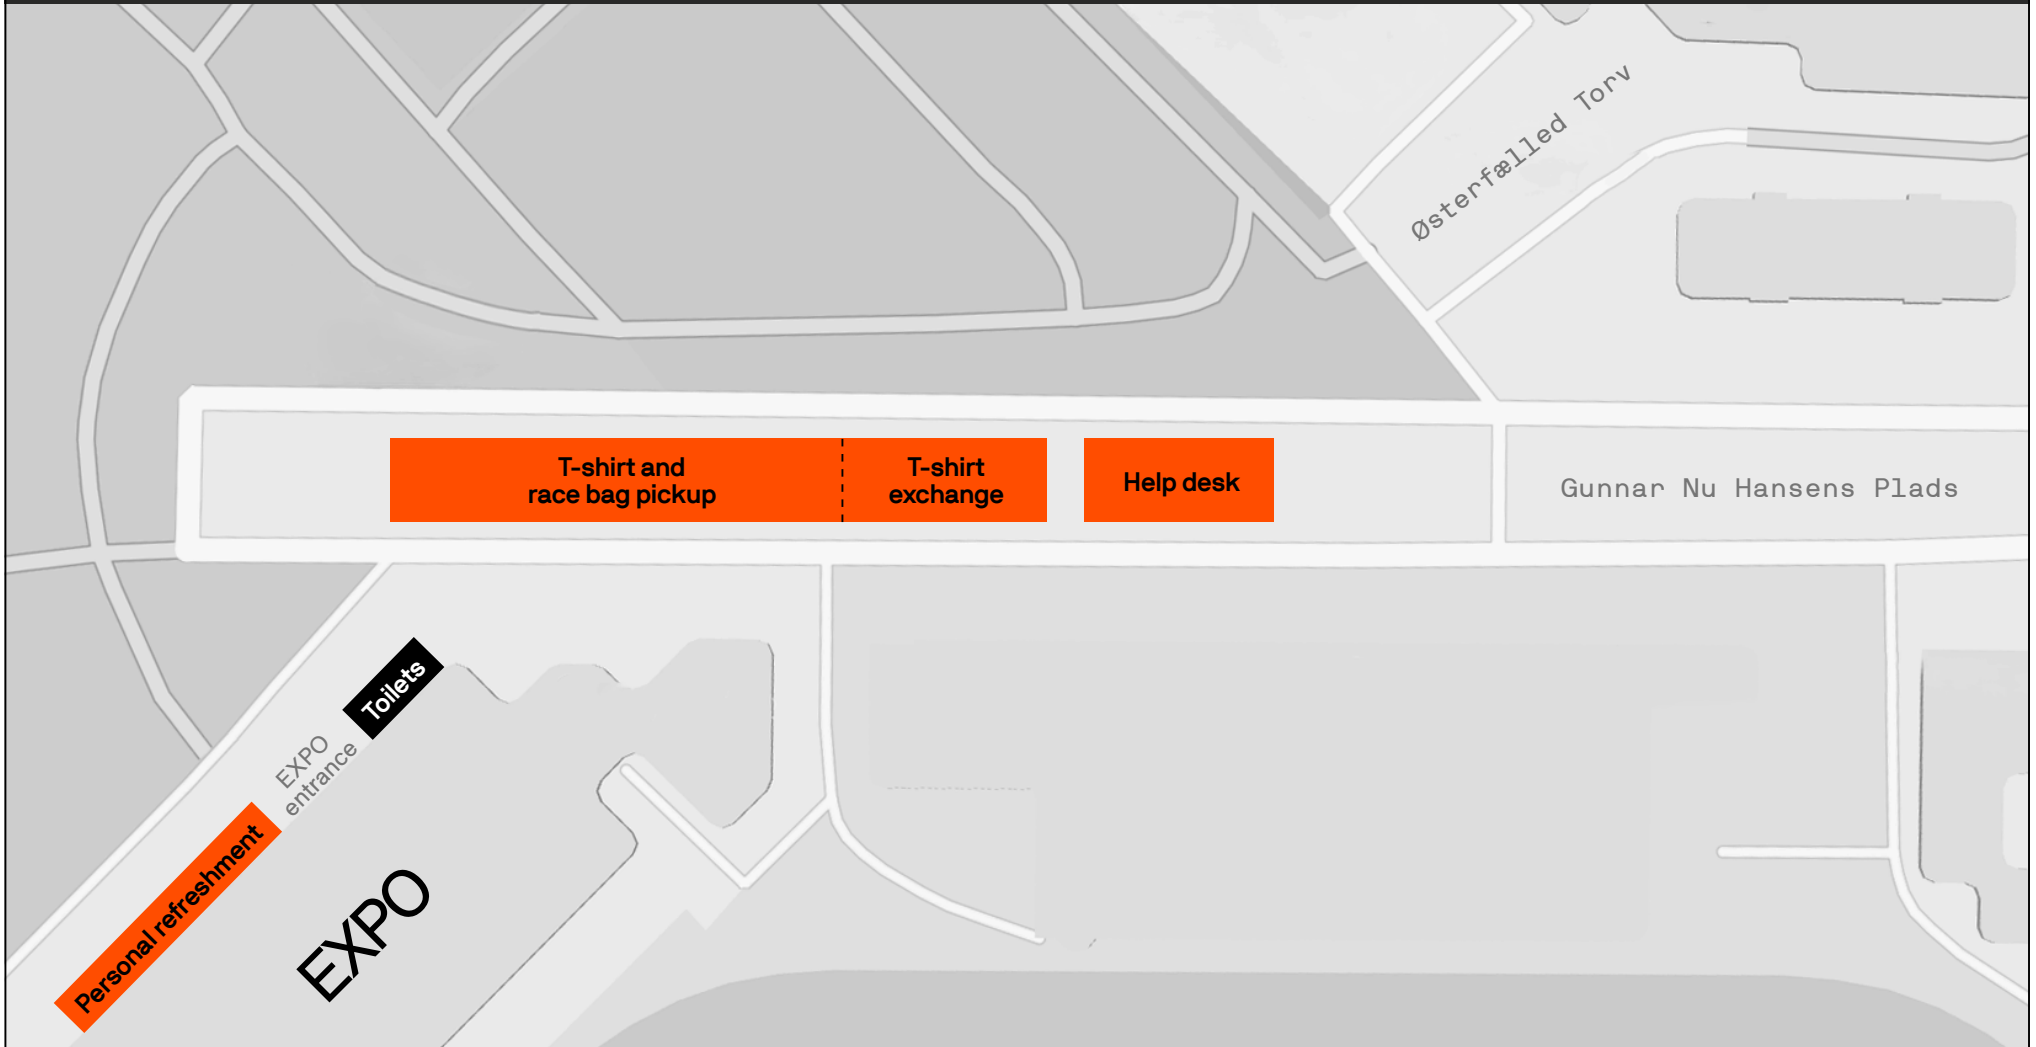 Østerfælled Torv
T-shirt and
race bag pickup
T-shirt
exchange
Help desk
Gunnar Nu Hansens Plads
Toilets
EXPO
entrance
Personal refreshment
EXPO